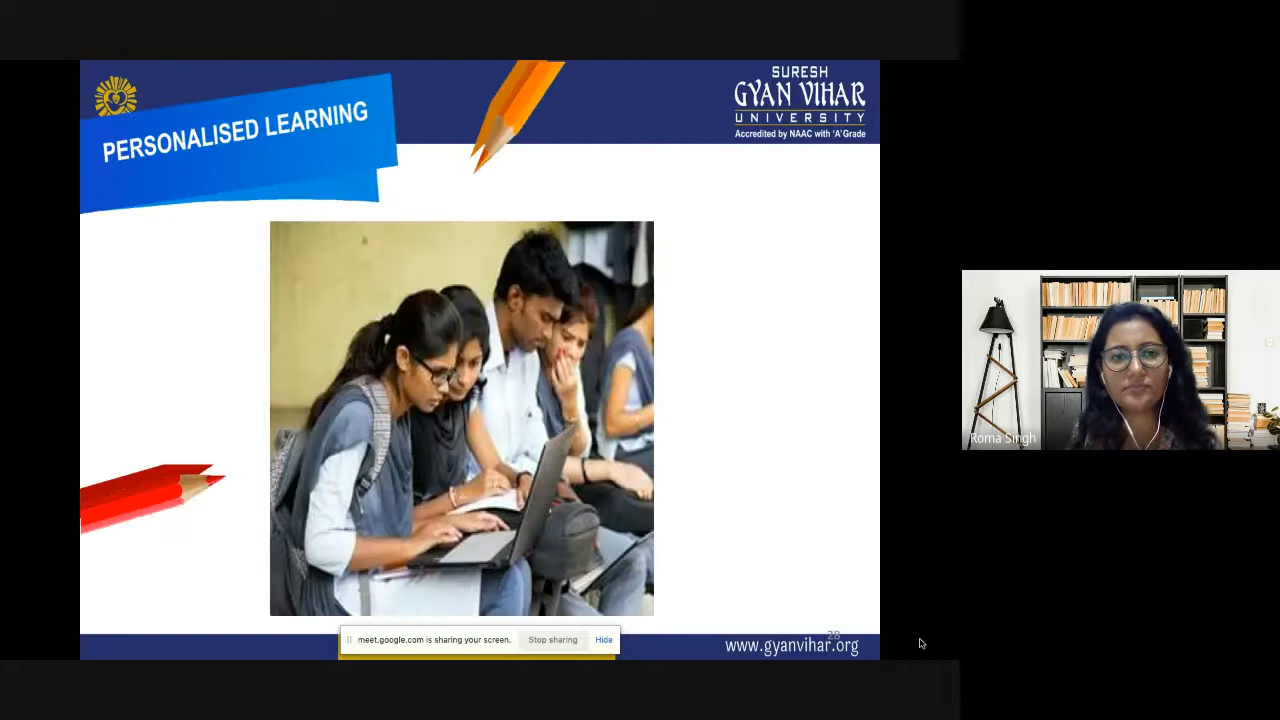 PERSONALISED LEARNING
SURESH
GYAN VIHAR
UNIVERSITY
Accredited by NAAC with 'A' Grade
Roma Singh
meet.google.com is sharing your screen.
Stop sharing
Hide
28
www.gyanvihar.org